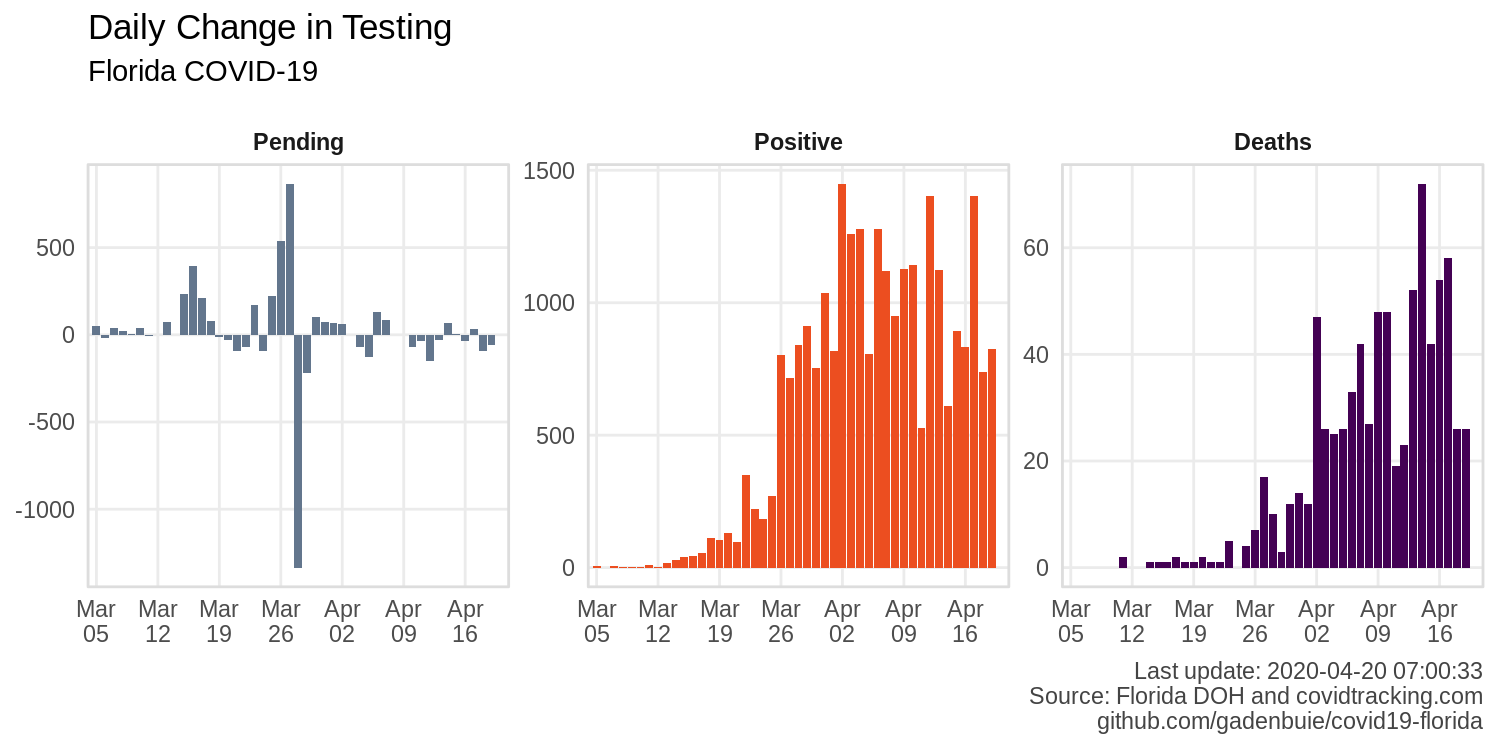 Daily Change in Testing
Florida COVID-19
Pending
Positive
Deaths
500
0
-500
-1000
1500
1000
500
0
60
40
20
0
Mar Mar Mar Mar Apr Apr Apr
05 12 19 26 02 09 16
Mar Mar Mar Mar Apr Apr Apr
05 12 19 26 02 09 16
Mar Mar Mar Mar Apr Apr Apr
05 12 19 26 02 09 16
Last update: 2020-04-20 07:00:33
Source: Florida DOH and covidtracking.com
github.com/gadenbuie/covid19-florida